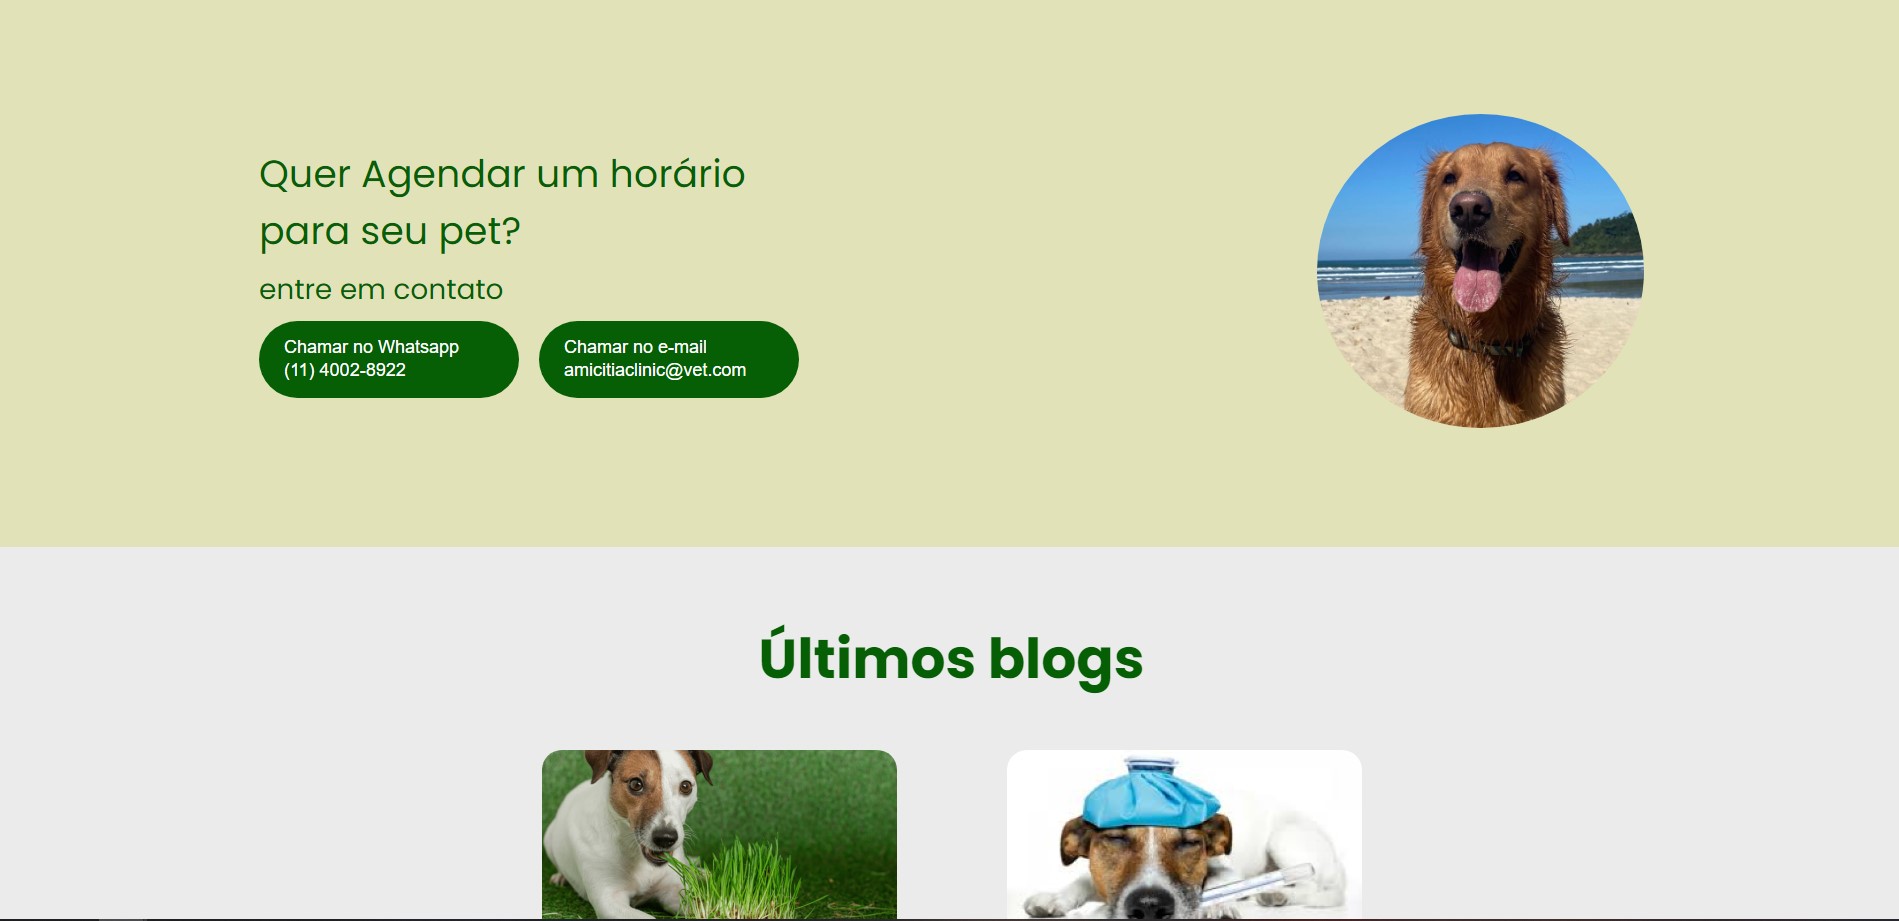 Quer Agendar um horário
para seu pet?
entre em contato
Chamar no Whatsapp
(11) 4002-8922
Chamar no e-mail
amicitiaclinic@vet.com
Últimos blogs